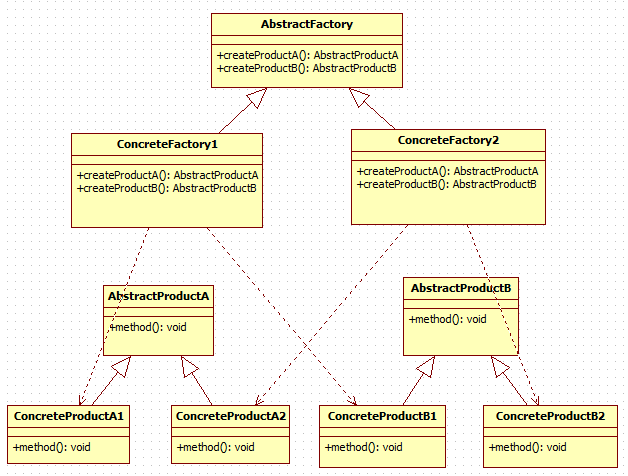 AbstractFactory
+createProductA(): AbstractProductA
+createProductB(): AbstractProductB
ConcreteFactory1
+createProductA(): AbstractProductA
+createProductB(): AbstractProductB
ConcreteFactory2
+createProductA(): AbstractProductA
+createProductB(): AbstractProductB
AbstractProductA
+method(): void
AbstractProductB
+method(): void
ConcreteProductA1
+method(): void
ConcreteProductA2
+method(): void
ConcreteProductB1
+method(): void
ConcreteProductB2
+method(): void